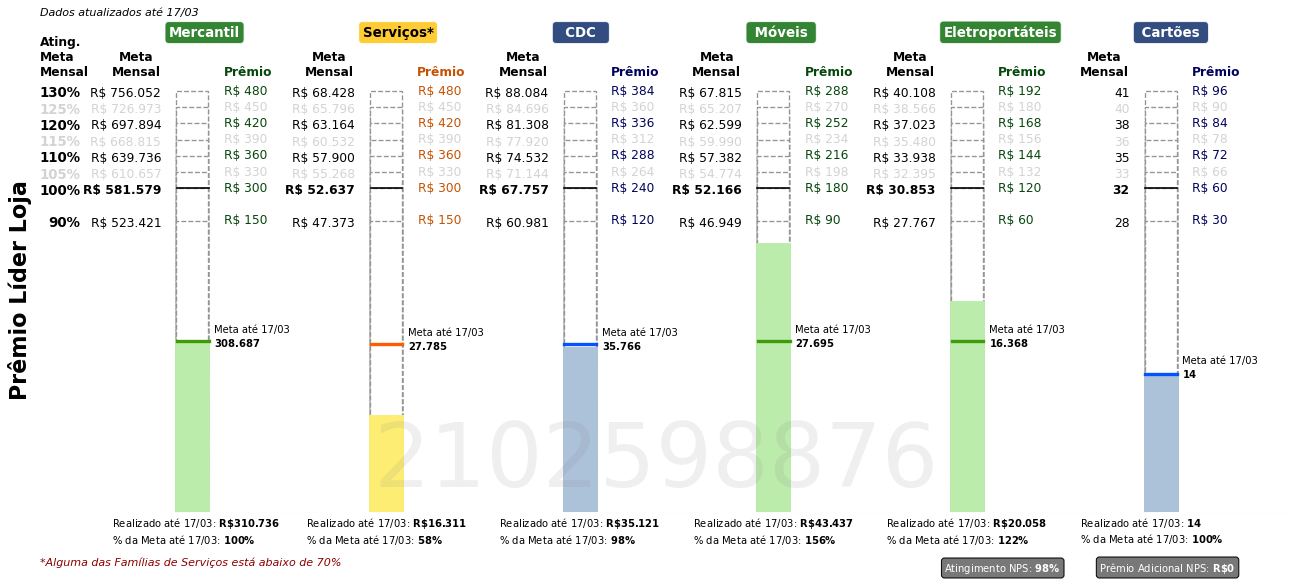 Dados atualizados até 17/03
Mercantil Serviços* CDC Móveis Eletroportáteis Cartões
Ating. Meta Mensal Meta Mensal Prêmio Meta Mensal Prêmio Meta Mensal Prêmio Meta Mensal Prêmio Meta Mensal Prêmio Meta Mensal Prêmio
130% R$ 756.052 R$ 480 R$ 68.428 R$ 480 R$ 88.084 R$ 384 R$ 67.815 R$ 288 R$ 40.108 R$ 192 41 R$ 96
125% R$ 726.973 R$ 450 R$ 65.796 R$ 450 R$ 84.696 R$ 360 R$ 65.207 R$ 270 R$ 38.566 R$ 180 40 R$ 90
120% R$ 697.894 R$ 420 R$ 63.164 R$ 420 R$ 81.308 R$ 336 R$ 62.599 R$ 252 R$ 37.023 R$ 168 38 R$ 84
115% R$ 668.815 R$ 390 R$ 60.532 R$ 390 R$ 77.920 R$ 312 R$ 59.990 R$ 234 R$ 35.480 R$ 156 36 R$ 78
110% R$ 639.736 R$ 360 R$ 57.900 R$ 360 R$ 74.532 R$ 288 R$ 57.382 R$ 216 R$ 33.938 R$ 144 35 R$ 72
105% R$ 610.657 R$ 330 R$ 55.268 R$ 330 R$ 71.144 R$ 264 R$ 54.774 R$ 198 R$ 32.395 R$ 132 33 R$ 66
100% R$ 581.579 R$ 300 R$ 52.637 R$ 300 R$ 67.757 R$ 240 R$ 52.166 R$ 180 R$ 30.853 R$ 120 32 R$ 60
90% R$ 523.421 R$ 150 R$ 47.373 R$ 150 R$ 60.981 R$ 120 R$ 46.949 R$ 90 R$ 27.767 R$ 60 28 R$ 30
Prêmio Líder Loja
Meta até 17/03 Meta até 17/03 Meta até 17/03 Meta até 17/03 Meta até 17/03 Meta até 17/03
308.687 27.785 35.766 27.695 16.368 14
2102598876
Realizado até 17/03: R$310.736 Realizado até 17/03: R$16.311 Realizado até 17/03: R$35.121 Realizado até 17/03: R$43.437 Realizado até 17/03: R$20.058 Realizado até 17/03: 14
% da Meta até 17/03: 100% % da Meta até 17/03: 58% % da Meta até 17/03: 98% % da Meta até 17/03: 156% % da Meta até 17/03: 122% % da Meta até 17/03: 100%
*Alguma das Famílias de Serviços está abaixo de 70%
Atingimento NPS: 98% Prêmio Adicional NPS: R$0